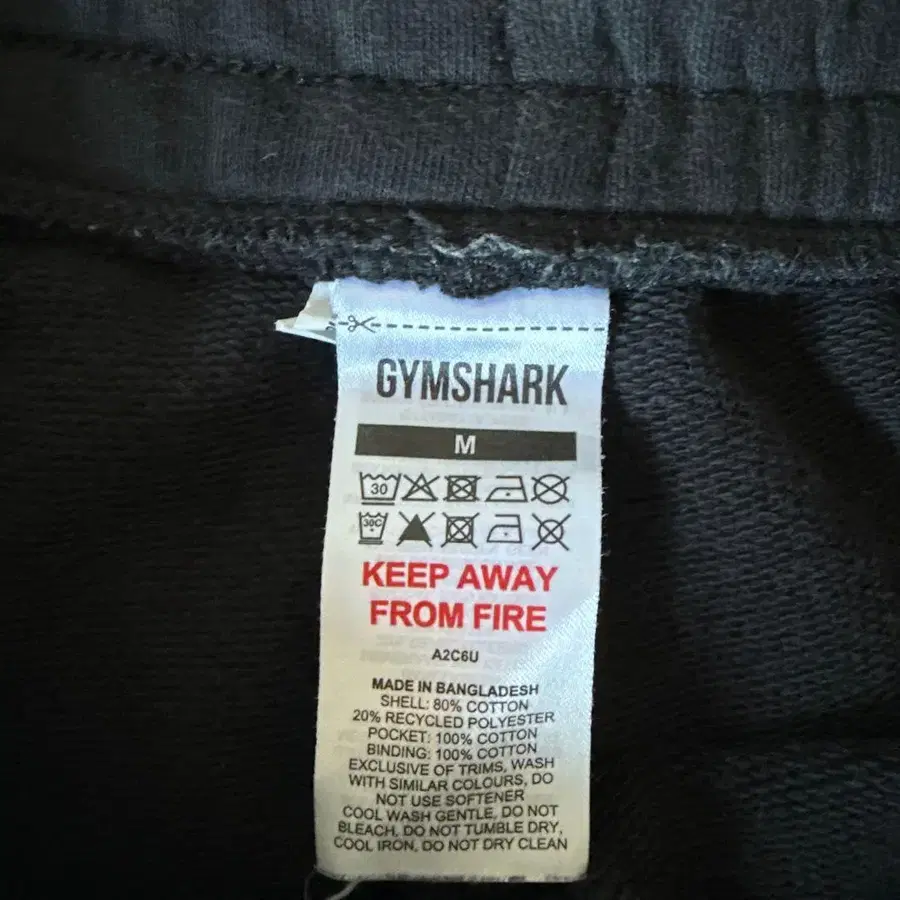 GYMSHARK
M
30
30C
KEEP AWAY
FROM FIRE
A2C6U
MADE IN BANGLADESH
SHELL: 80% COTTON
20% RECYCLED POLYESTER
POCKET: 100% COTTON
BINDING: 100% COTTON
EXCLUSIVE OF TRIMS, WASH
WITH SIMILAR COLOURS, DO
NOT USE SOFTENER
COOL WASH GENTLE, DO NOT
BLEACH, DO NOT TUMBLE DRY,
COOL IRON, DO NOT DRY CLEAN